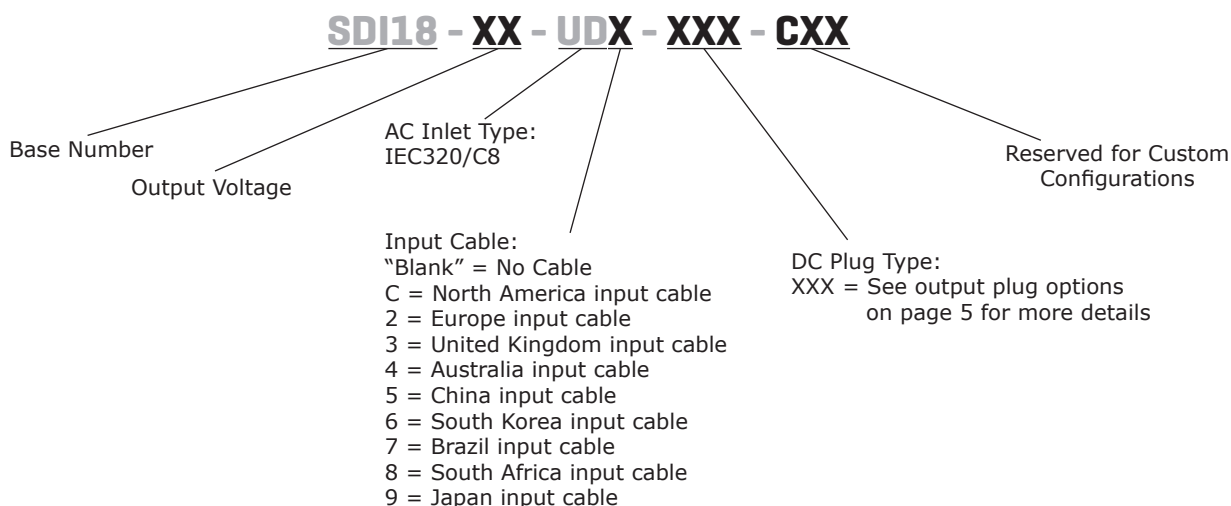 SDI18 - XX - UDX - XXX - CXX
Base Number
Output Voltage
AC Inlet Type:
IEC320/C8
Input Cable:
“Blank” = No Cable
C = North America input cable
2 = Europe input cable
3 = United Kingdom input cable
4 = Australia input cable
5 = China input cable
6 = South Korea input cable
7 = Brazil input cable
8 = South Africa input cable
9 = Japan input cable
DC Plug Type:
XXX = See output plug options
on page 5 for more details
Reserved for Custom
Configurations